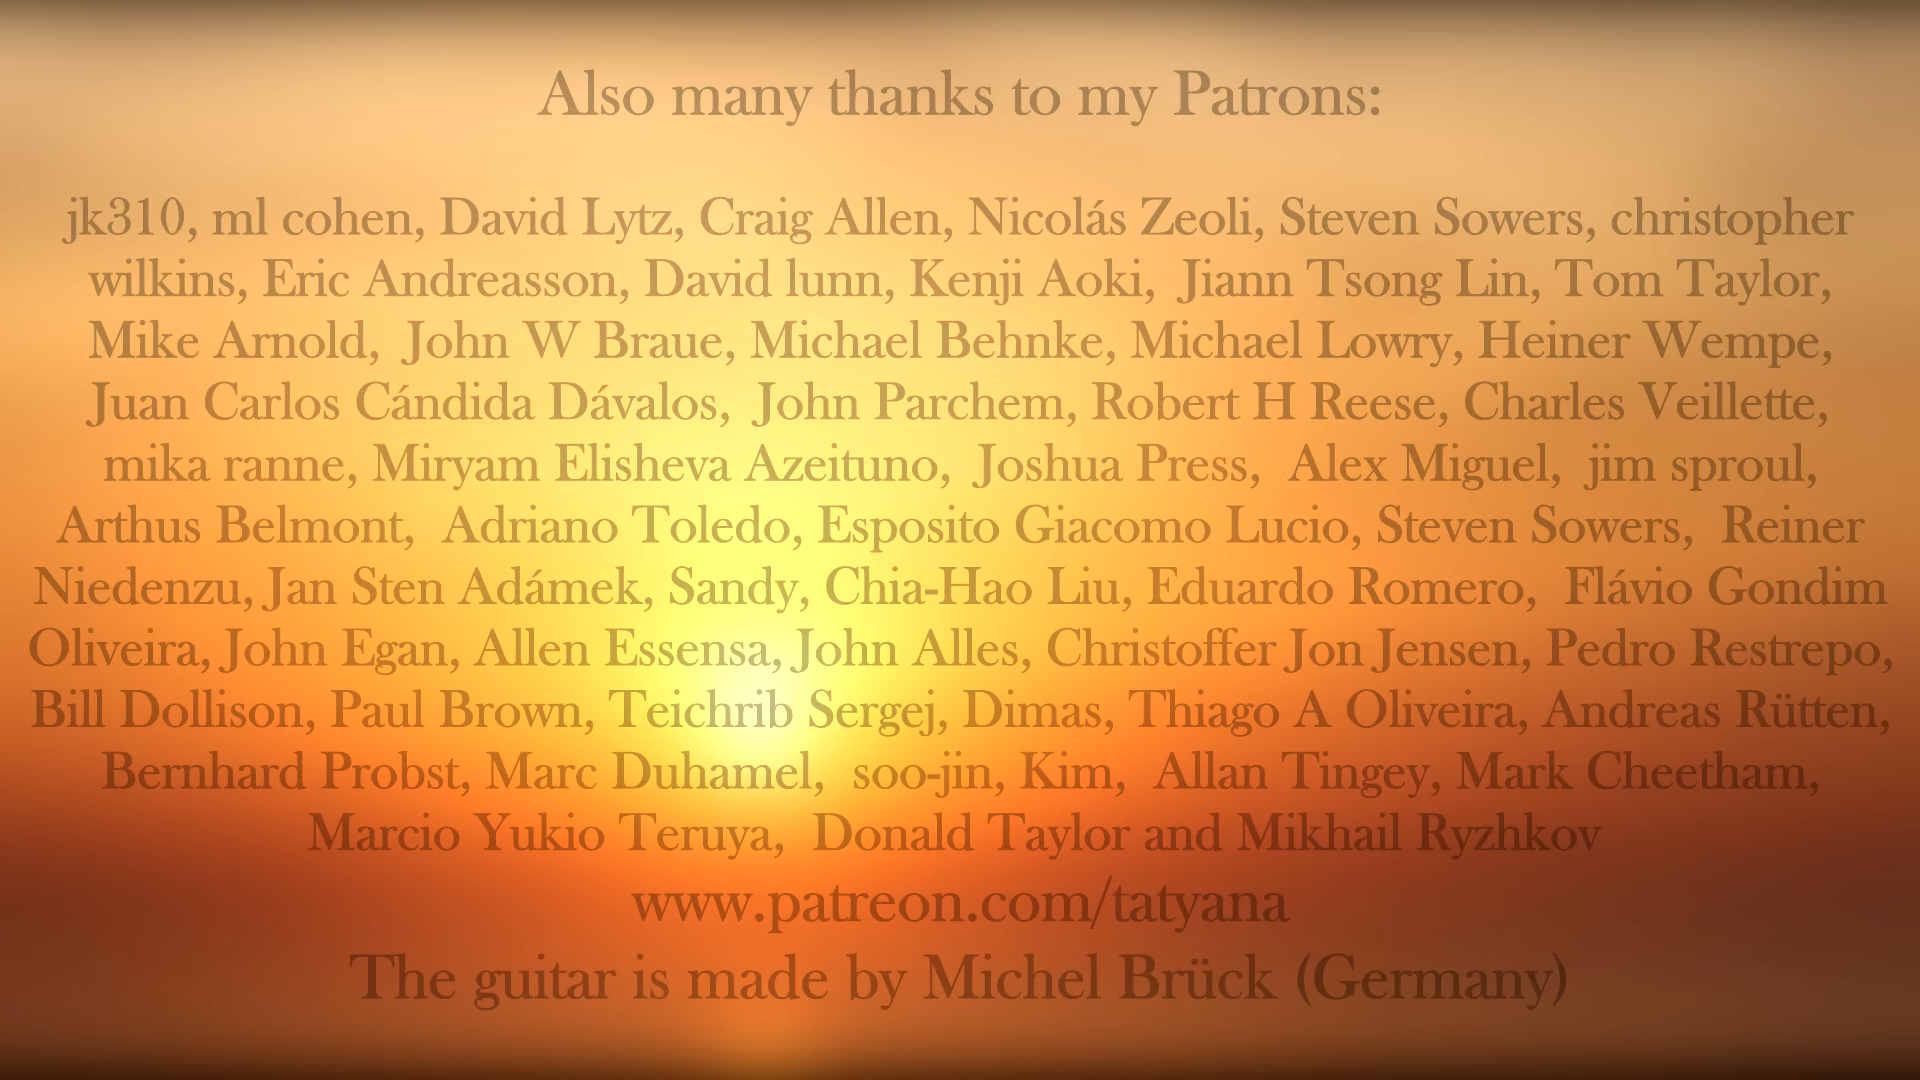 Also many thanks to my Patrons:
jk310, ml cohen, David Lytz, Craig Allen, Nicolás Zeoli, Steven Sowers, christopher
wilkins, Eric Andreasson, David lunn, Kenji Aoki, Jiann Tsong Lin, Tom Taylor,
Mike Arnold, John W Braue, Michael Behnke, Michael Lowry, Heiner Wempe,
Juan Carlos Cándida Dávalos, John Parchem, Robert H Reese, Charles Veillette,
mika ranne, Miryam Elisheva Azeituno, Joshua Press, Alex Miguel, jim sproul,
Arthus Belmont, Adriano Toledo, Esposito Giacomo Lucio, Steven Sowers, Reiner
Niedenzu, Jan Sten Adámek, Sandy, Chia-Hao Liu, Eduardo Romero, Flávio Gondim
Oliveira, John Egan, Allen Essensa, John Alles, Christoffer Jon Jensen, Pedro Restrepo,
Bill Dollison, Paul Brown, Teichrib Sergej, Dimas, Thiago A Oliveira, Andreas Rütten,
Bernhard Probst, Marc Duhamel, soo-jin, Kim, Allan Tingey, Mark Cheetham,
Marcio Yukio Teruya, Donald Taylor and Mikhail Ryzhkov
www.patreon.com/tatyana
The guitar is made by Michel Brück (Germany)